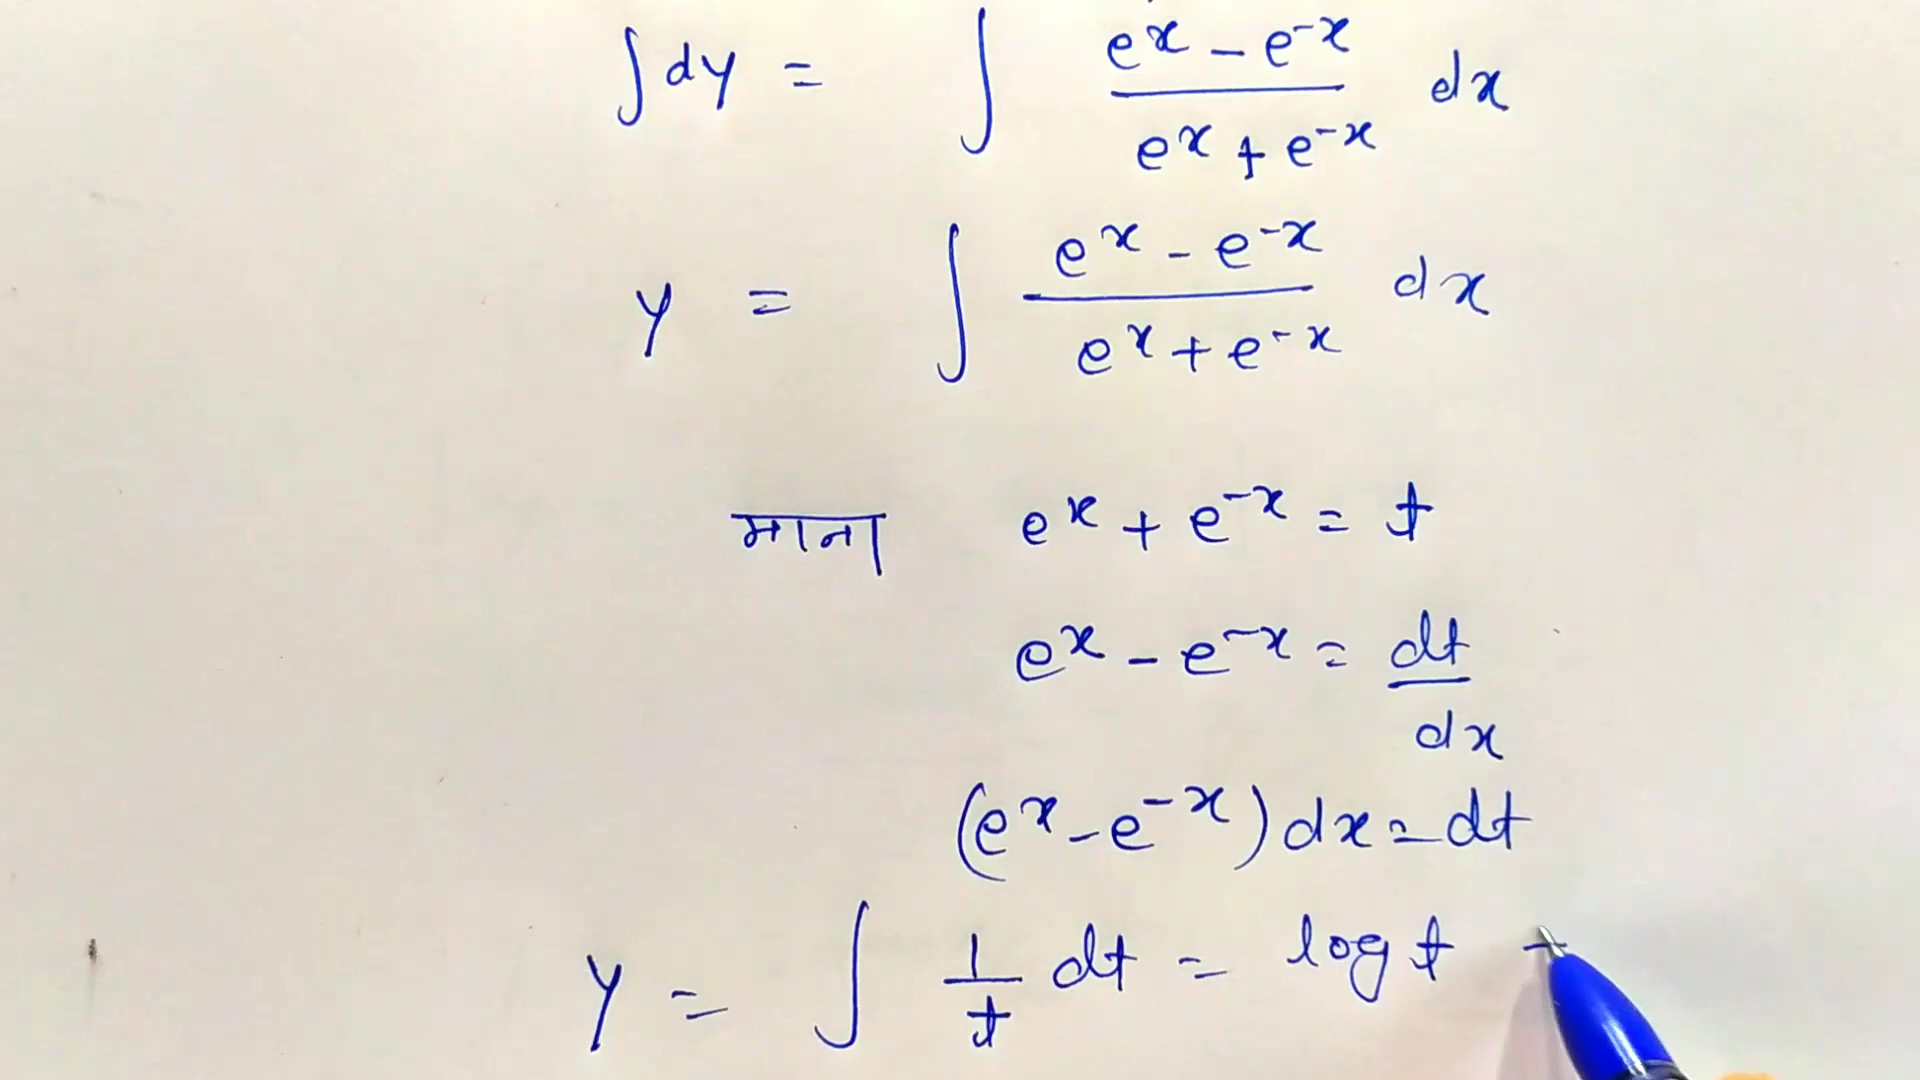 ∫dy = ∫ (eˣ - e⁻ˣ)/(eˣ + e⁻ˣ) dx
y = ∫ (eˣ - e⁻ˣ)/(eˣ + e⁻ˣ) dx
माना eˣ + e⁻ˣ = t
eˣ - e⁻ˣ = dt/dx
(eˣ - e⁻ˣ) dx = dt
y = ∫ 1/t dt = log t +